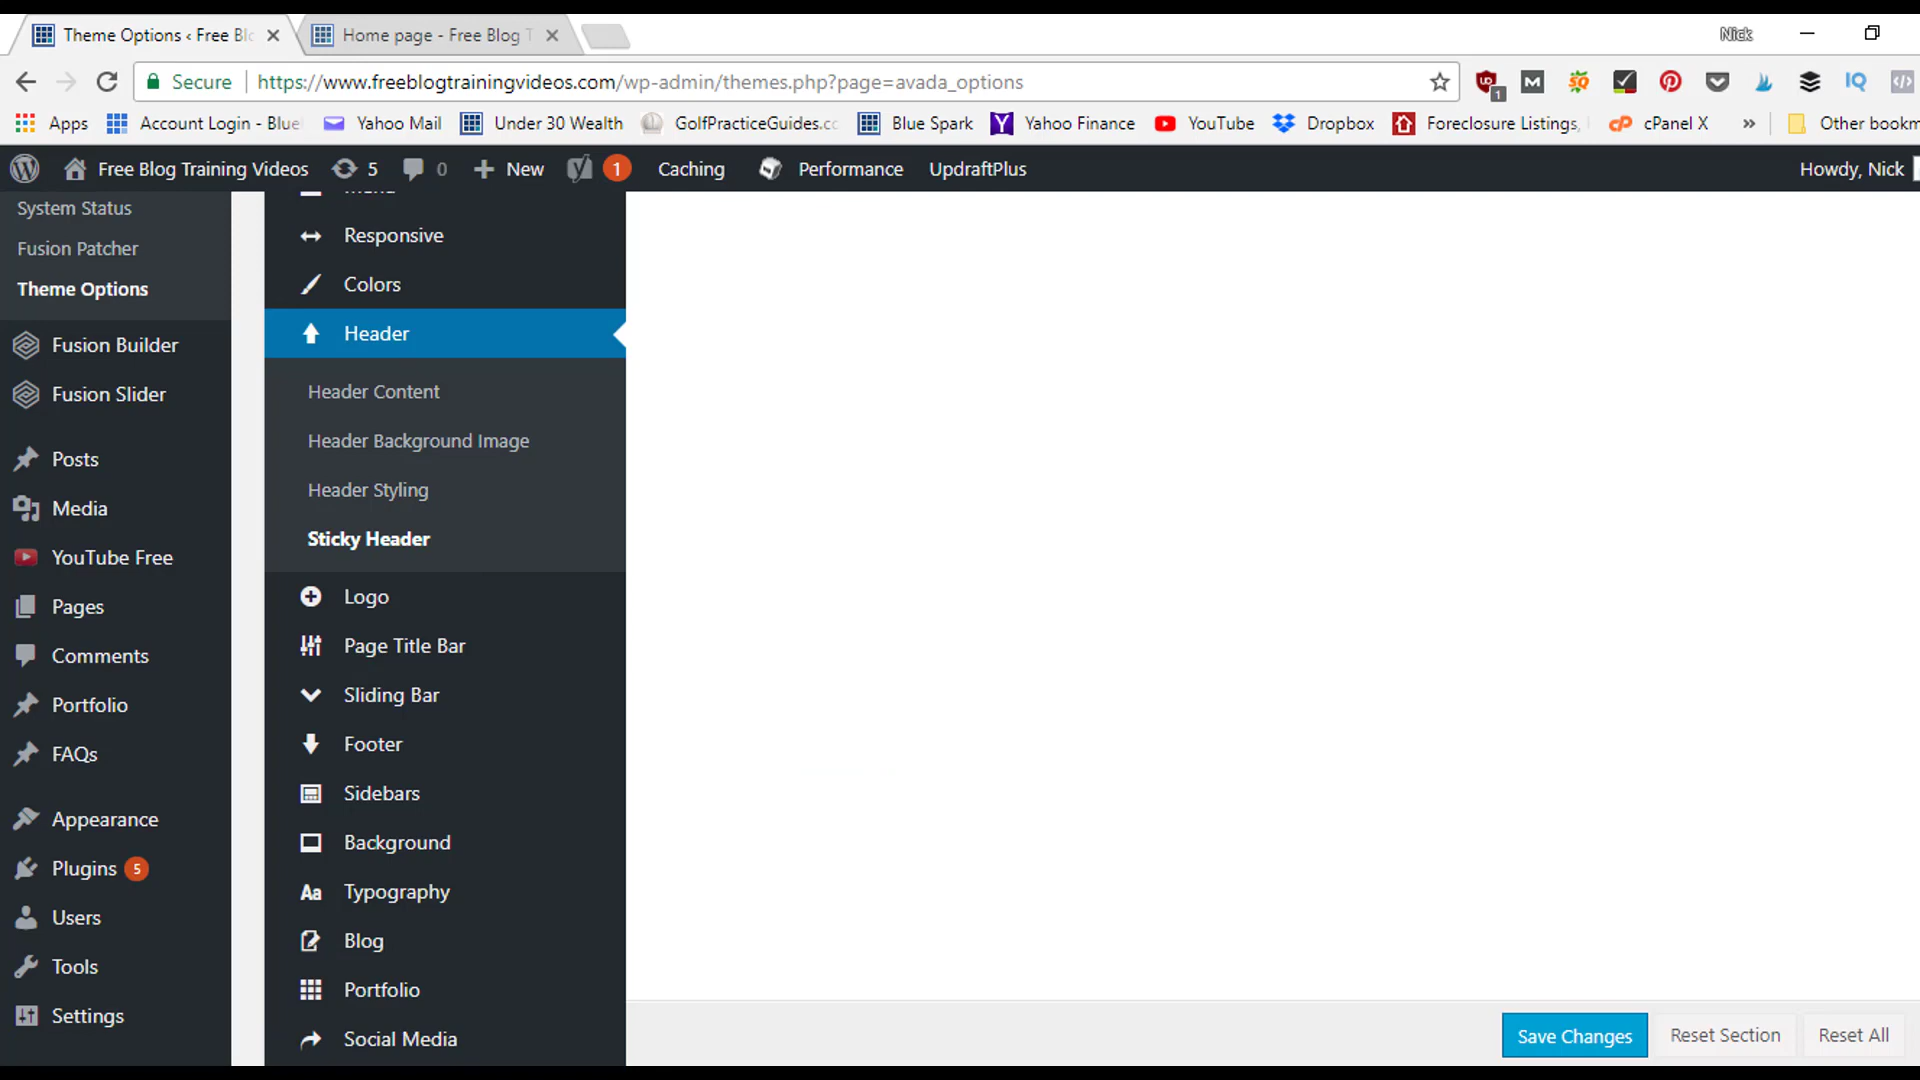 Theme Options ‹ Free Blo
Home page - Free Blog T
Nick
Secure
https://www.freeblogtrainingvideos.com/wp-admin/themes.php?page=avada_options
1
Apps
Account Login - Blue
Yahoo Mail
Under 30 Wealth
GolfPracticeGuides.co
Blue Spark
Yahoo Finance
YouTube
Dropbox
Foreclosure Listings,
cPanel X
»
Other bookm
Free Blog Training Videos
5
0
New
1
Caching
Performance
UpdraftPlus
Howdy, Nick
System Status
Fusion Patcher
Theme Options
Fusion Builder
Fusion Slider
Posts
Media
YouTube Free
Pages
Comments
Portfolio
FAQs
Appearance
Plugins 5
Users
Tools
Settings
Responsive
Colors
Header
Header Content
Header Background Image
Header Styling
Sticky Header
Logo
Page Title Bar
Sliding Bar
Footer
Sidebars
Background
Aa Typography
Blog
Portfolio
Social Media
Save Changes
Reset Section
Reset All